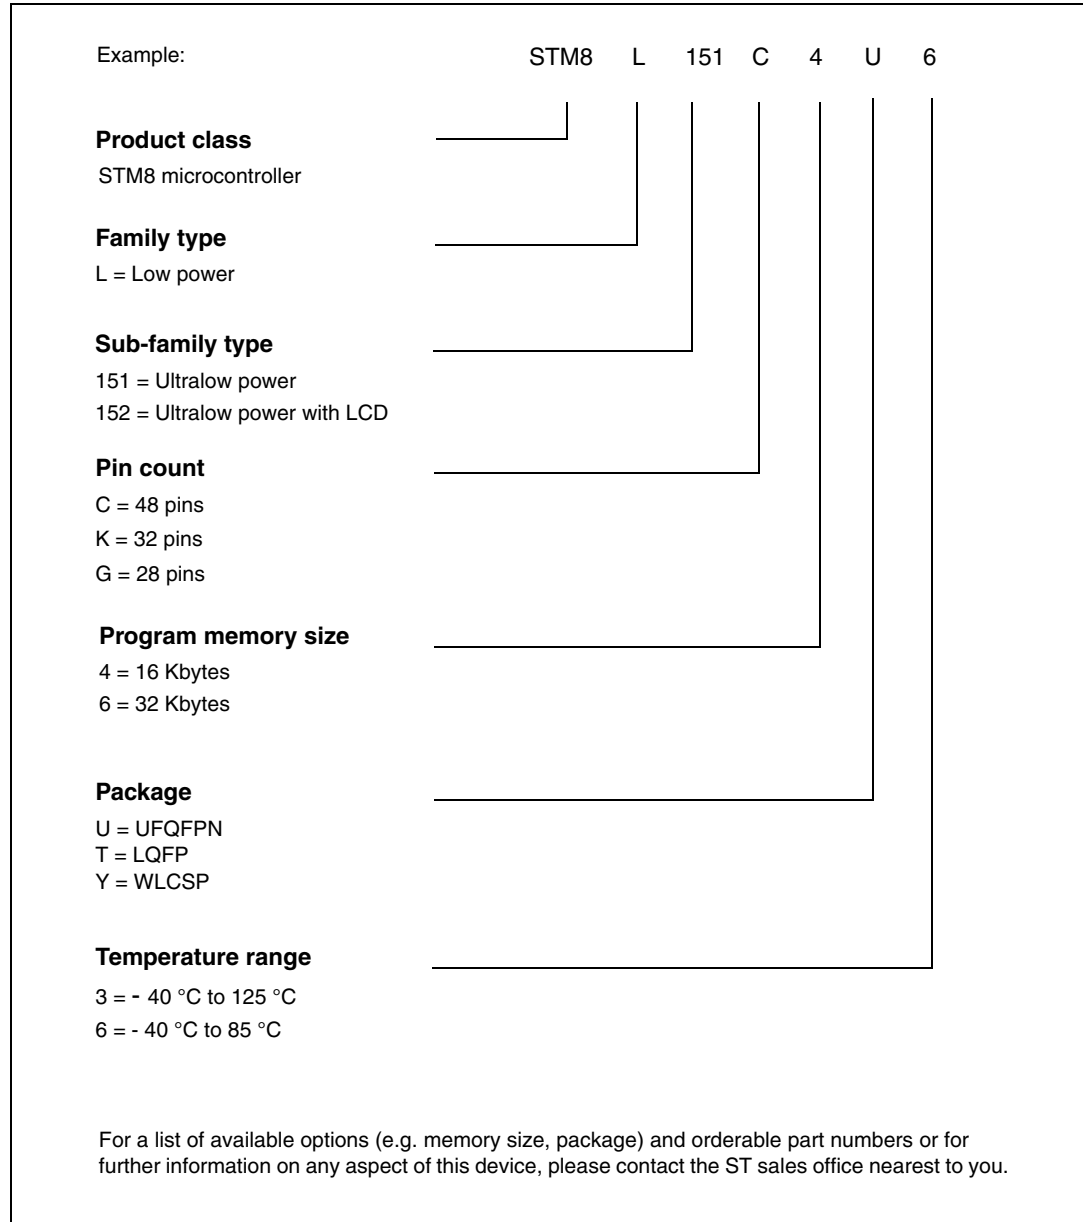 Example: STM8 L 151 C 4 U 6
Product class
STM8 microcontroller
Family type
L = Low power
Sub-family type
151 = Ultralow power
152 = Ultralow power with LCD
Pin count
C = 48 pins
K = 32 pins
G = 28 pins
Program memory size
4 = 16 Kbytes
6 = 32 Kbytes
Package
U = UFQFPN
T = LQFP
Y = WLCSP
Temperature range
3 = - 40 °C to 125 °C
6 = - 40 °C to 85 °C
For a list of available options (e.g. memory size, package) and orderable part numbers or for
further information on any aspect of this device, please contact the ST sales office nearest to you.